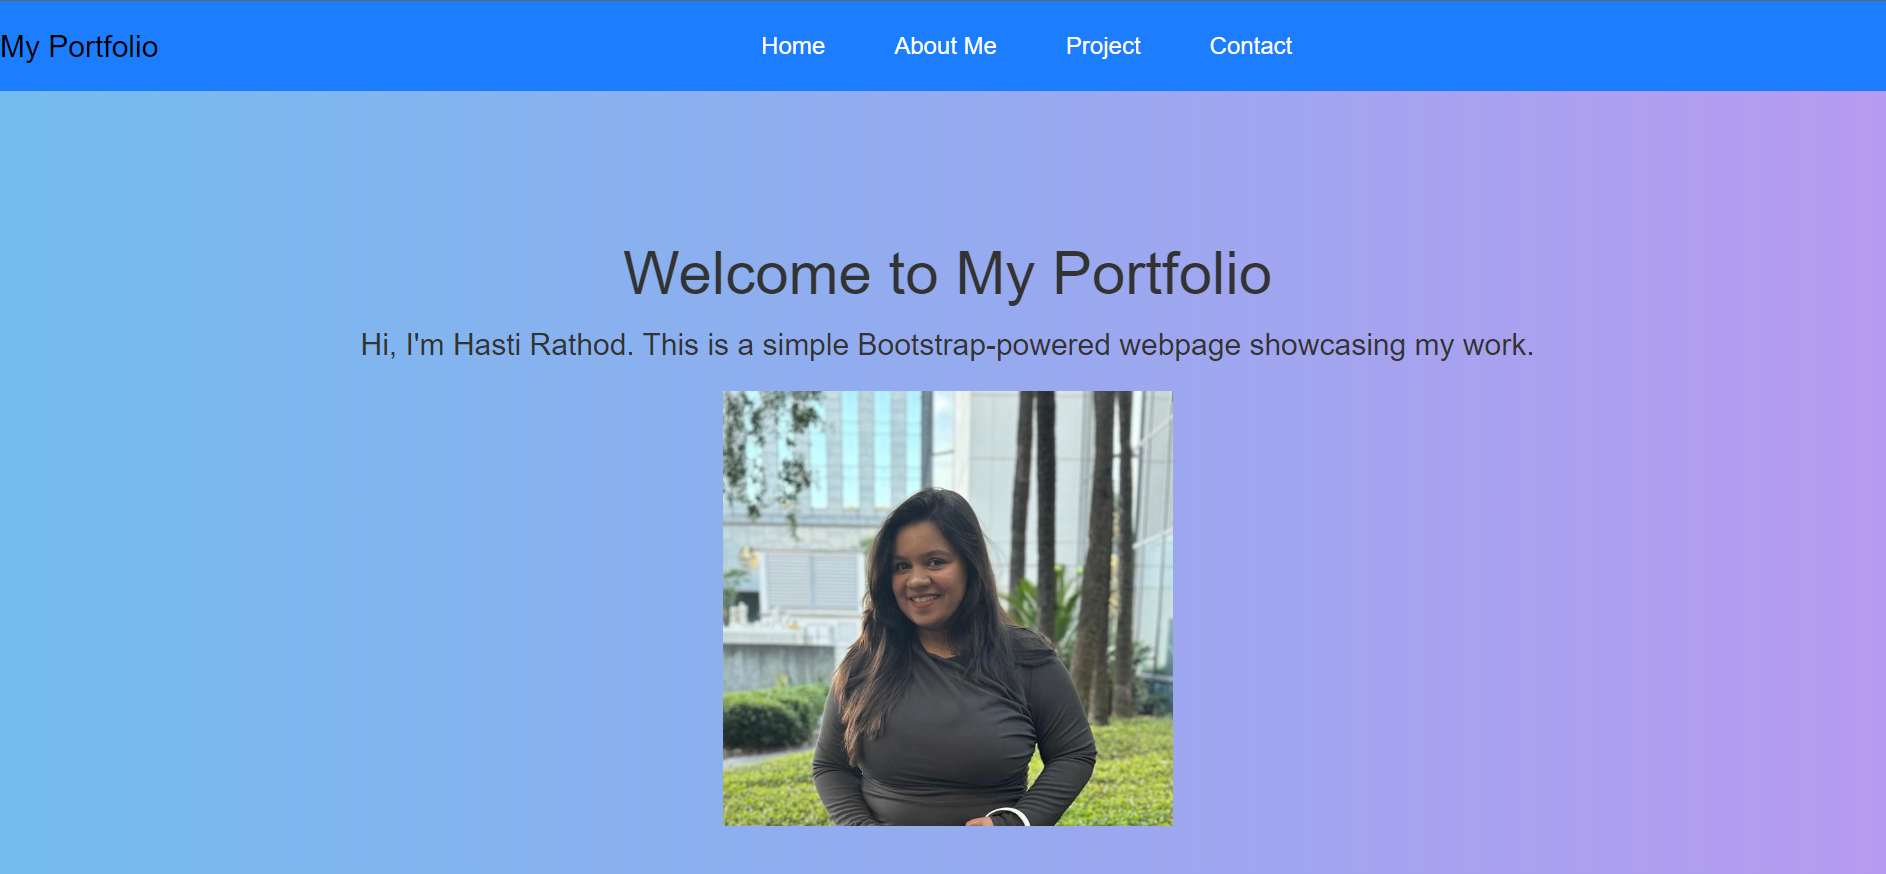 My Portfolio
Home About Me Project Contact
Welcome to My Portfolio
Hi, I'm Hasti Rathod. This is a simple Bootstrap-powered webpage showcasing my work.